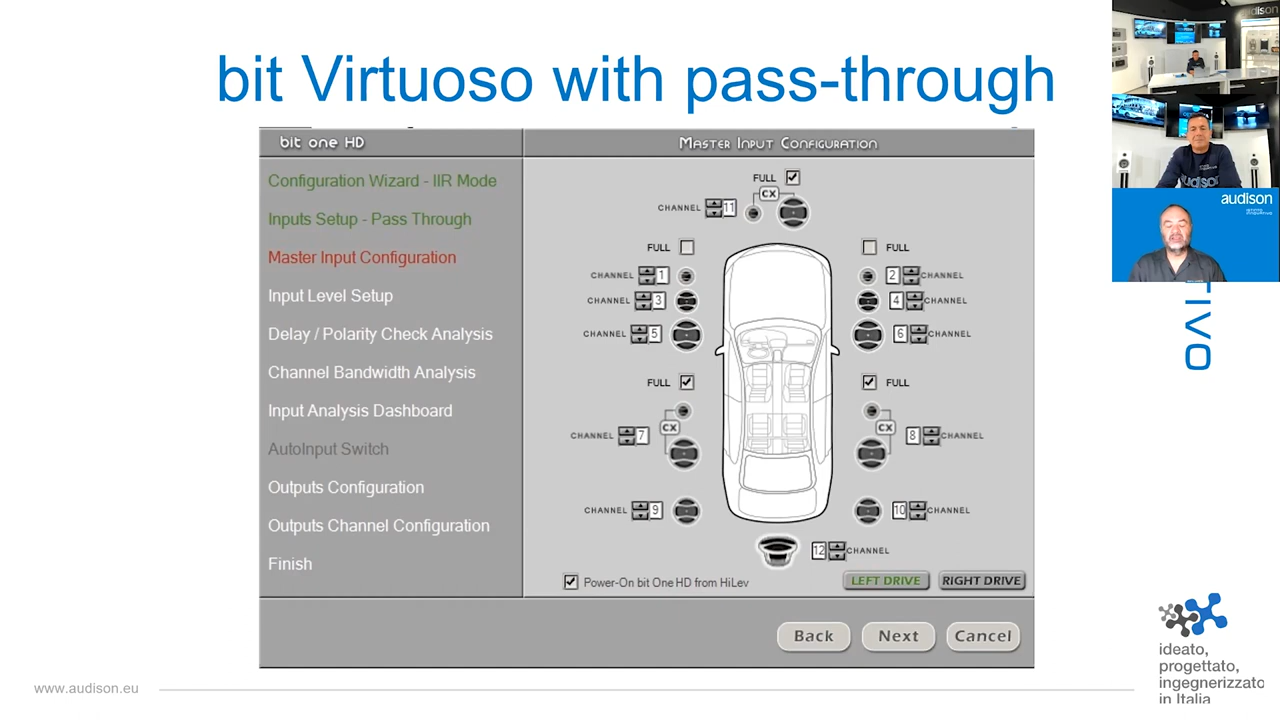 bit Virtuoso with pass-through
bit one HD
Master Input Configuration
Configuration Wizard - IIR Mode
Inputs Setup - Pass Through
Master Input Configuration
Input Level Setup
Delay / Polarity Check Analysis
Channel Bandwidth Analysis
Input Analysis Dashboard
AutoInput Switch
Outputs Configuration
Outputs Channel Configuration
Finish
FULL
CX
CHANNEL 11
FULL
FULL
CHANNEL 1
2 CHANNEL
CHANNEL 3
4 CHANNEL
CHANNEL 5
6 CHANNEL
FULL
FULL
CX
CX
CHANNEL 7
8 CHANNEL
CHANNEL 9
10 CHANNEL
12 CHANNEL
Power-On bit One HD from HiLev
LEFT DRIVE
RIGHT DRIVE
Back
Next
Cancel
audison
audison
TIVO
ideato,
progettato,
ingegnerizzato
in Italia
www.audison.eu